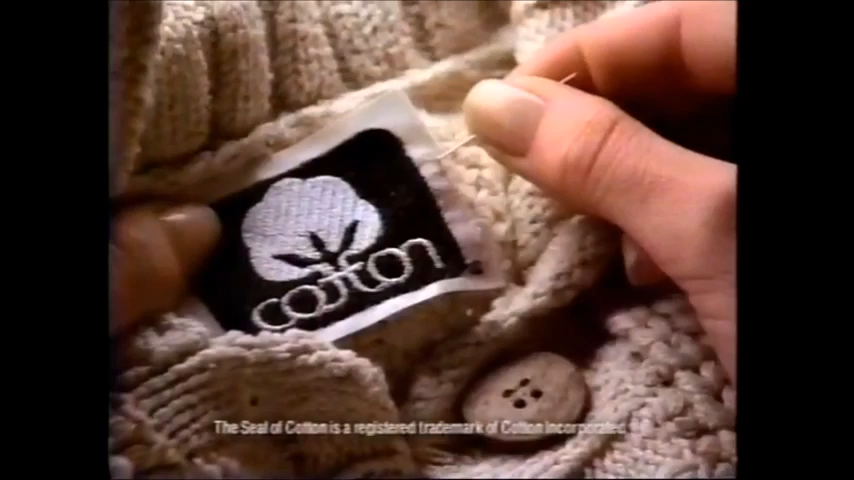 cotton
The Seal of Cotton is a registered trademark of Cotton Incorporated.